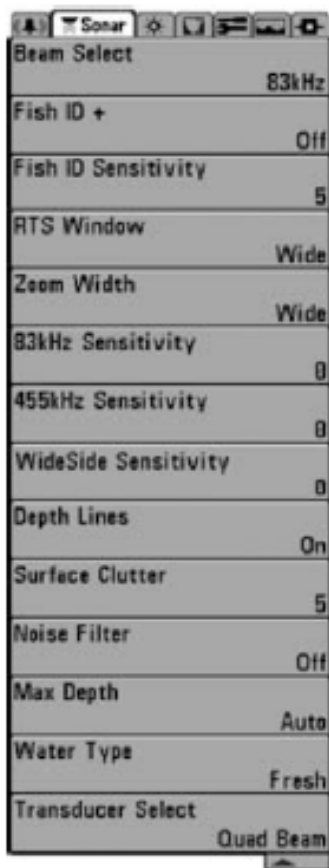 Sonar
Beam Select
83kHz
Fish ID +
Off
Fish ID Sensitivity
5
RTS Window
Wide
Zoom Width
Wide
83kHz Sensitivity
0
455kHz Sensitivity
0
WideSide Sensitivity
0
Depth Lines
On
Surface Clutter
5
Noise Filter
Off
Max Depth
Auto
Water Type
Fresh
Transducer Select
Quad Beam